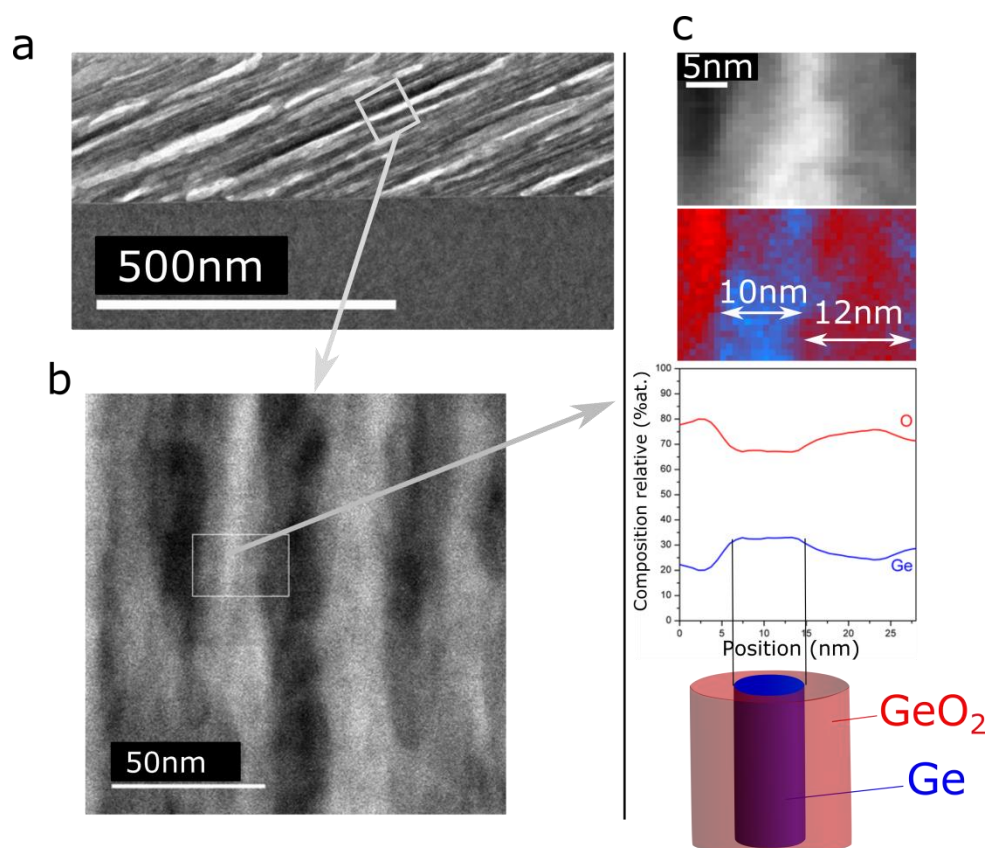 a
500nm
b
50nm
c
5nm
10nm
12nm
Composition relative (%at.)
100
90
80
70
60
50
40
30
20
10
0
O
Ge
0
5
10
15
20
25
Position (nm)
GeO₂
Ge